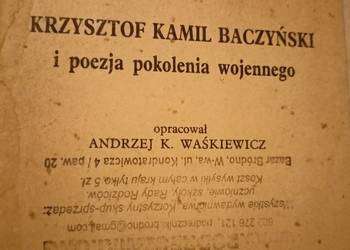 KRZYSZTOF KAMIL BACZYŃSKI
i poezja pokolenia wojennego
opracował
ANDRZEJ K. WAŚKIEWICZ
Bazar Bródno, W-wa, ul. Kondratowicza 4 / paw. 20.
Koszt wysyłki w całym kraju tylko 5 zł.
uczniowie, szkoły, Rady Rodziców.
Wszystkie wydawnictwa. Korzystny skup-sprzedaż: